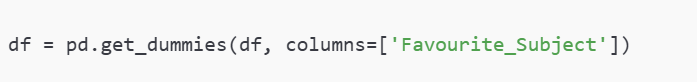 df = pd.get_dummies(df, columns=['Favourite_Subject'])